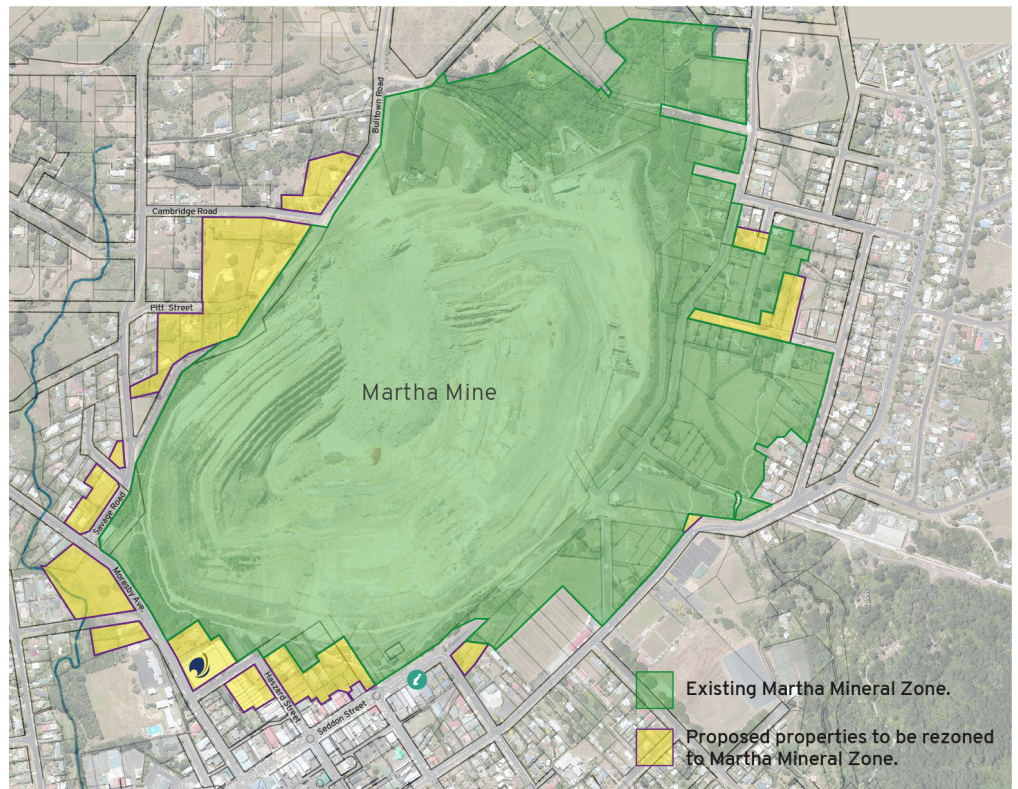 Bulltown Road
Cambridge Road
Pitt Street
Martha Mine
Savage Road
Moresby Ave.
Haszard Street
Seddon Street
i
Existing Martha Mineral Zone.
Proposed properties to be rezoned
to Martha Mineral Zone.